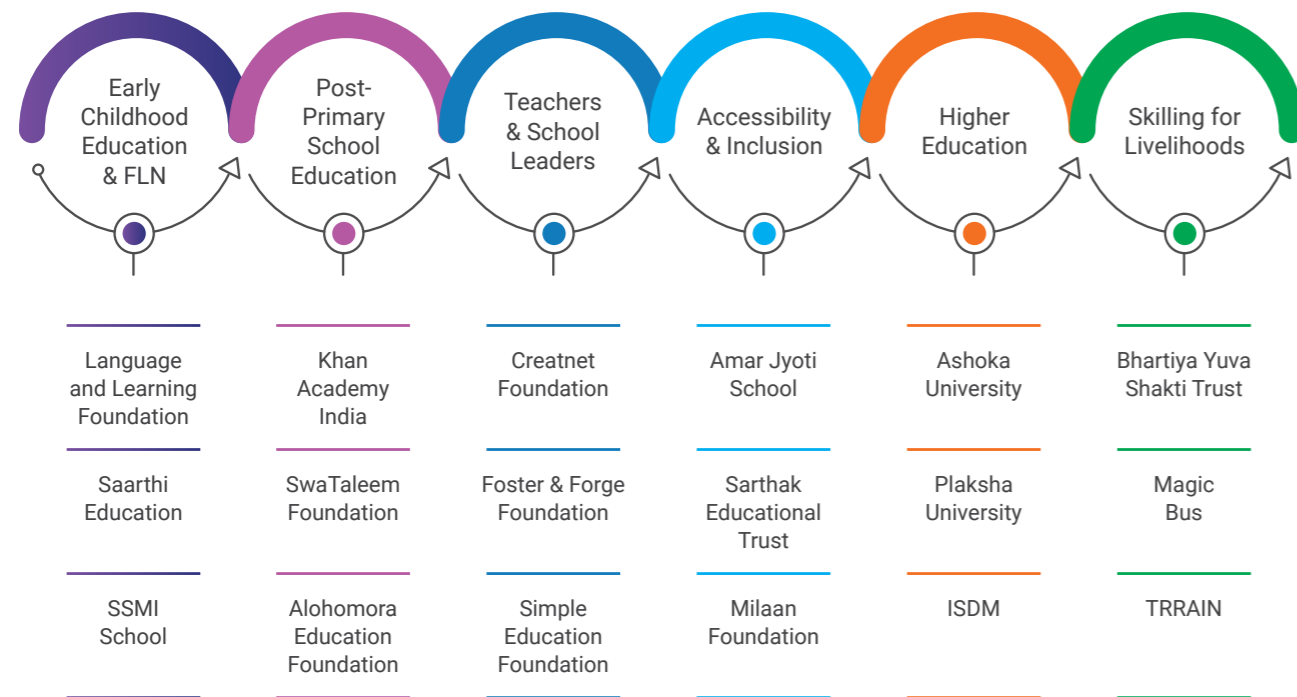 Early
Childhood
Education
& FLN
Post-
Primary
School
Education
Teachers
& School
Leaders
Accessibility
& Inclusion
Higher
Education
Skilling for
Livelihoods
Language
and Learning
Foundation
Khan
Academy
India
Creatnet
Foundation
Amar Jyoti
School
Ashoka
University
Bhartiya Yuva
Shakti Trust
Saarthi
Education
SwaTaleem
Foundation
Foster & Forge
Foundation
Sarthak
Educational
Trust
Plaksha
University
Magic
Bus
SSMI
School
Alohomora
Education
Foundation
Simple
Education
Foundation
Milaan
Foundation
ISDM
TRRAIN